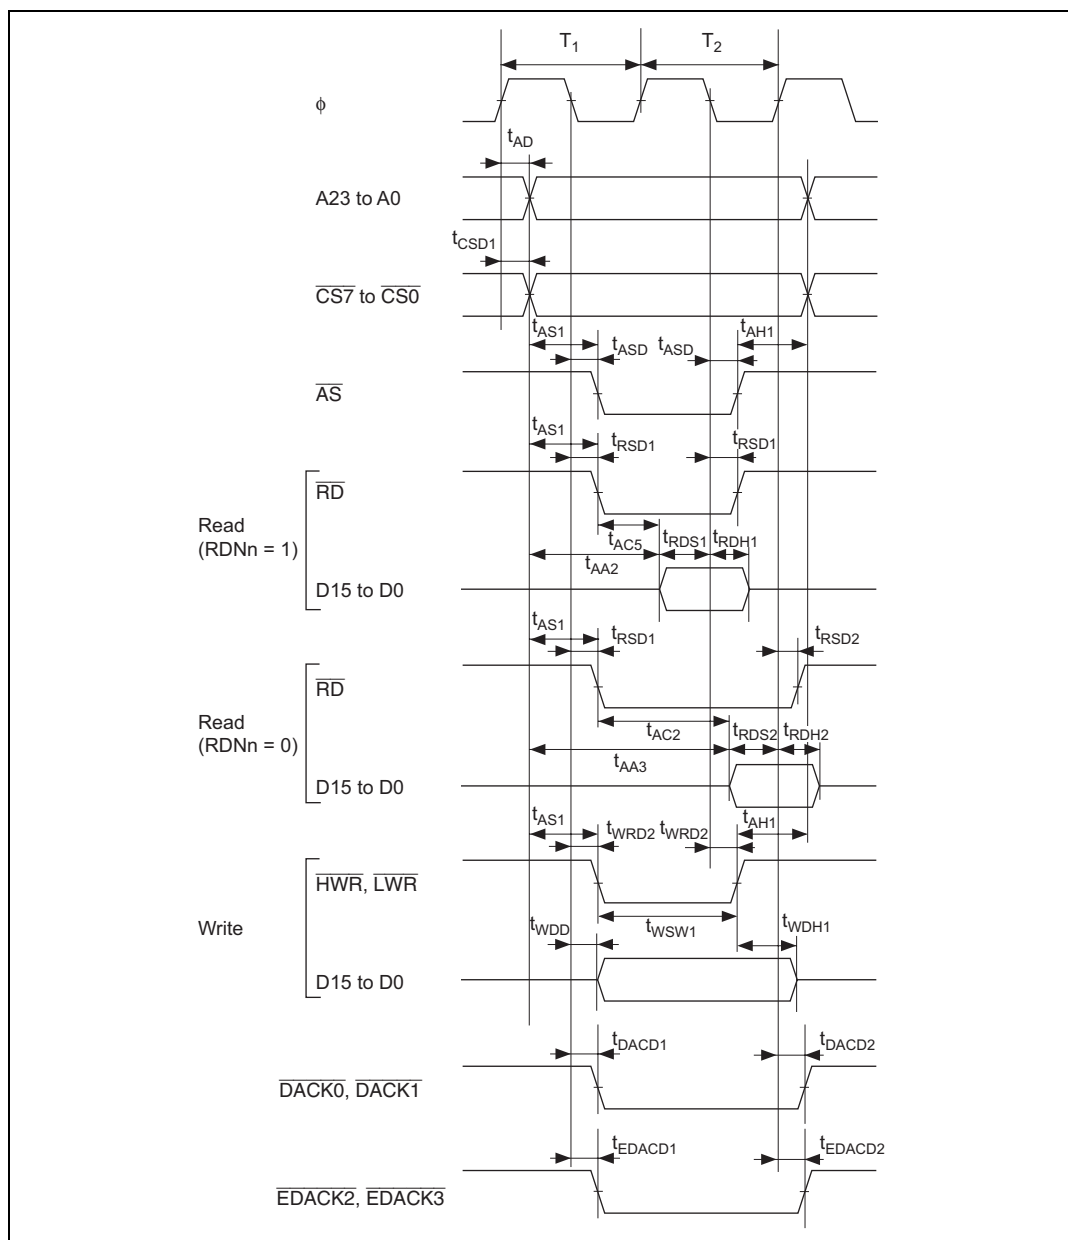 T1 T2
ϕ
tAD
A23 to A0
tCSD1
CS7 to CS0
tAS1 tASD tASD tAH1
AS
tAS1 tRSD1 tRSD1
RD
Read
(RDNn = 1)
tAC5 tRDS1 tRDH1
tAA2
D15 to D0
tAS1 tRSD1 tRSD2
RD
Read
(RDNn = 0)
tAC2 tRDS2 tRDH2
tAA3
D15 to D0
tAS1 tWRD2 tWRD2 tAH1
HWR, LWR
Write
tWDD tWSW1 tWDH1
D15 to D0
tDACD1 tDACD2
DACK0, DACK1
tEDACD1 tEDACD2
EDACK2, EDACK3